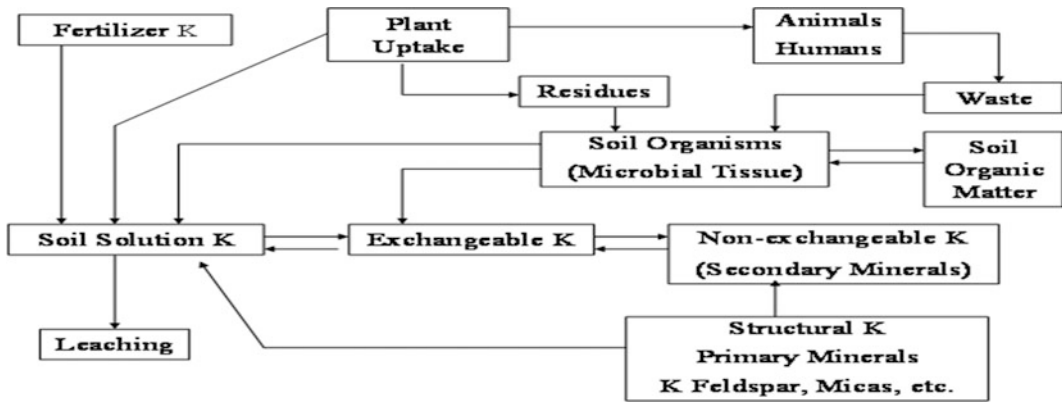 Fertilizer K
Plant
Uptake
Animals
Humans
Residues
Waste
Soil Organisms
(Microbial Tissue)
Soil
Organic
Matter
Soil Solution K
Exchangeable K
Non-exchangeable K
(Secondary Minerals)
Leaching
Structural K
Primary Minerals
K Feldspar, Micas, etc.